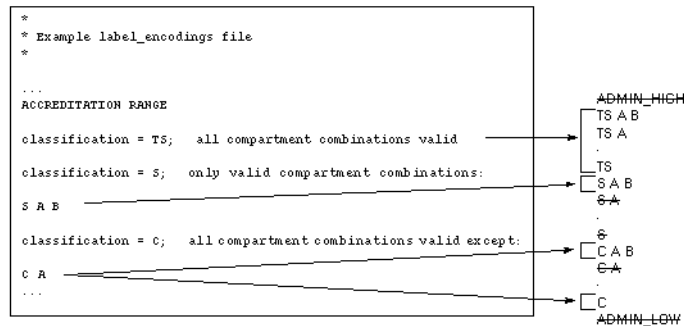 *
* Example label_encodings file
*
...
ACCREDITATION RANGE
classification = TS; all compartment combinations valid
classification = S; only valid compartment combinations:
S A B
classification = C; all compartment combinations valid except:
C A
...
ADMIN_HIGH
TS A B
TS A
.
TS
S A B
S A
.
S
C A B
C A
.
C
ADMIN_LOW